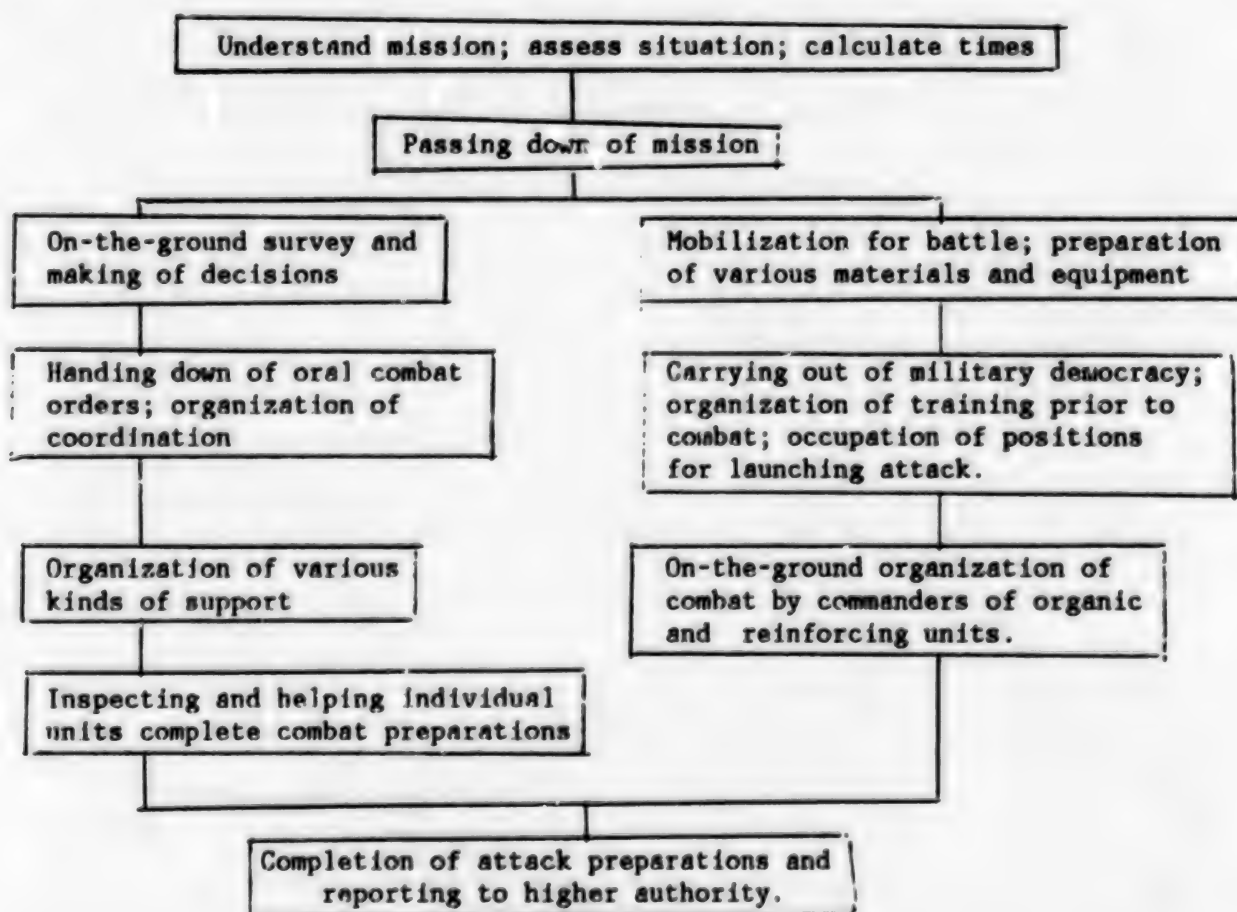 Understand mission; assess situation; calculate times
Passing down of mission
On-the-ground survey and
making of decisions
Mobilization for battle; preparation
of various materials and equipment
Handing down of oral combat
orders; organization of
coordination
Carrying out of military democracy;
organization of training prior to
combat; occupation of positions
for launching attack.
Organization of various
kinds of support
On-the-ground organization of
combat by commanders of organic
and reinforcing units.
Inspecting and helping individual
units complete combat preparations
Completion of attack preparations and
reporting to higher authority.